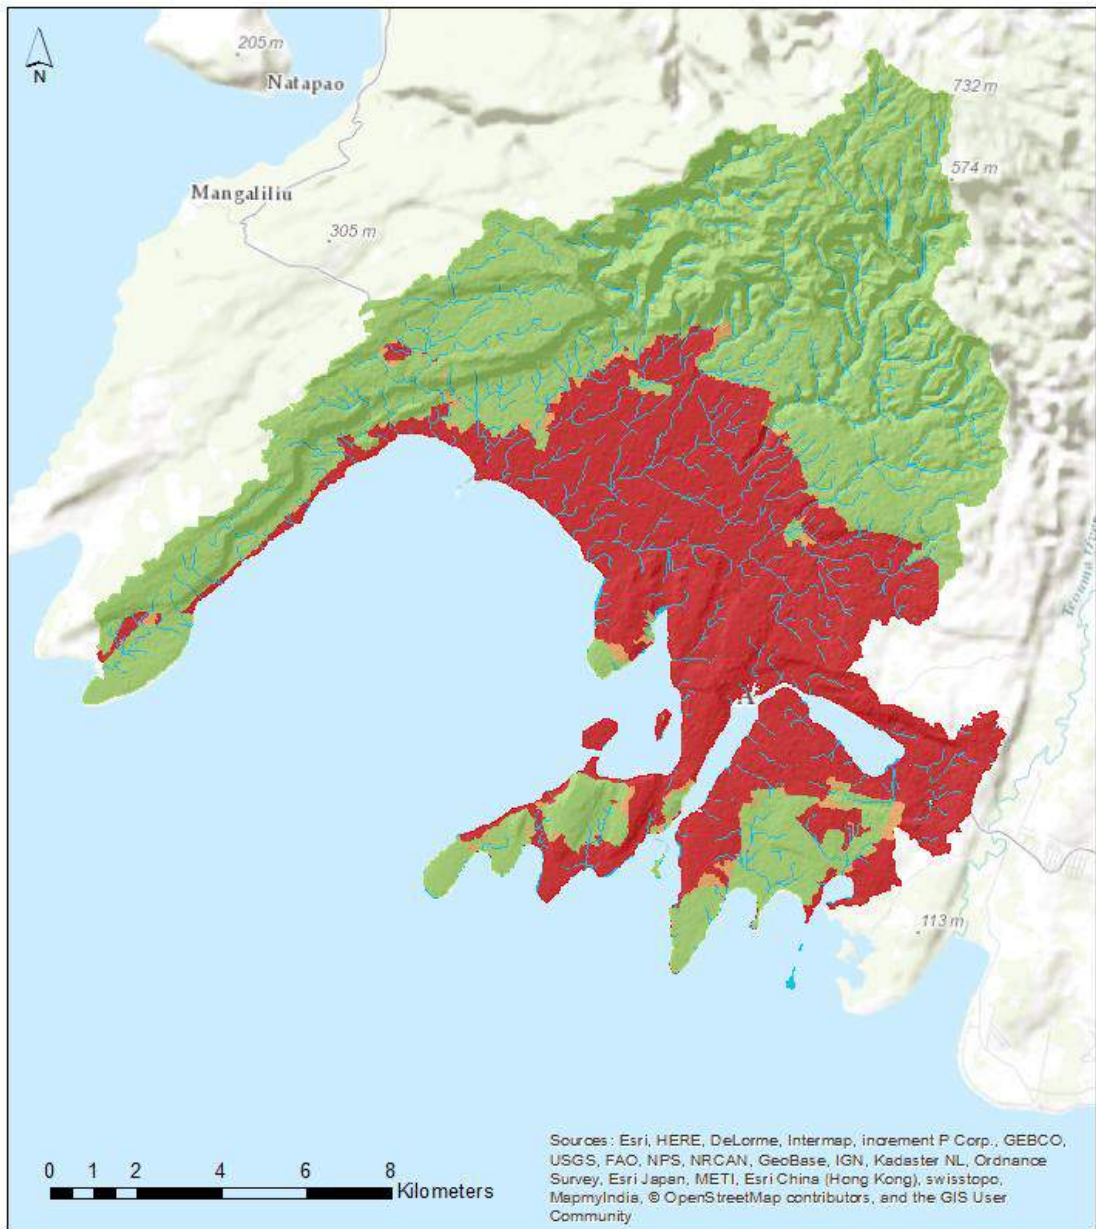 205 m
N
Natapao
732 m
574 m
Mangaliliu
305 m
Teouma River
A
113 m
0 1 2 4 6 8
Kilometers
Sources: Esri, HERE, DeLorme, Intermap, increment P Corp., GEBCO,
USGS, FAO, NPS, NRCAN, GeoBase, IGN, Kadaster NL, Ordnance
Survey, Esri Japan, METI, Esri China (Hong Kong), swisstopo,
MapmyIndia, © OpenStreetMap contributors, and the GIS User
Community